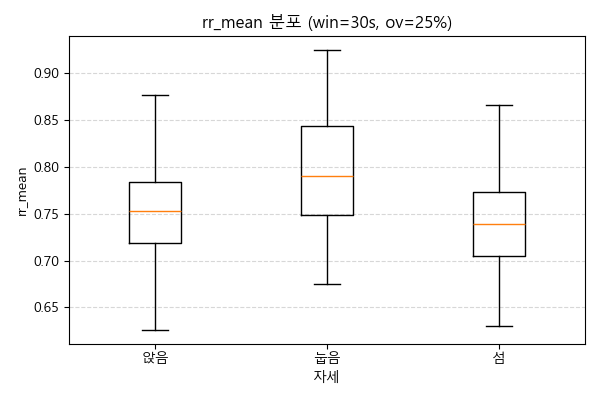 rr_mean 분포 (win=30s, ov=25%)
0.90
0.85
0.80
0.75
0.70
0.65
rr_mean
앉음
눕음
섬
자세